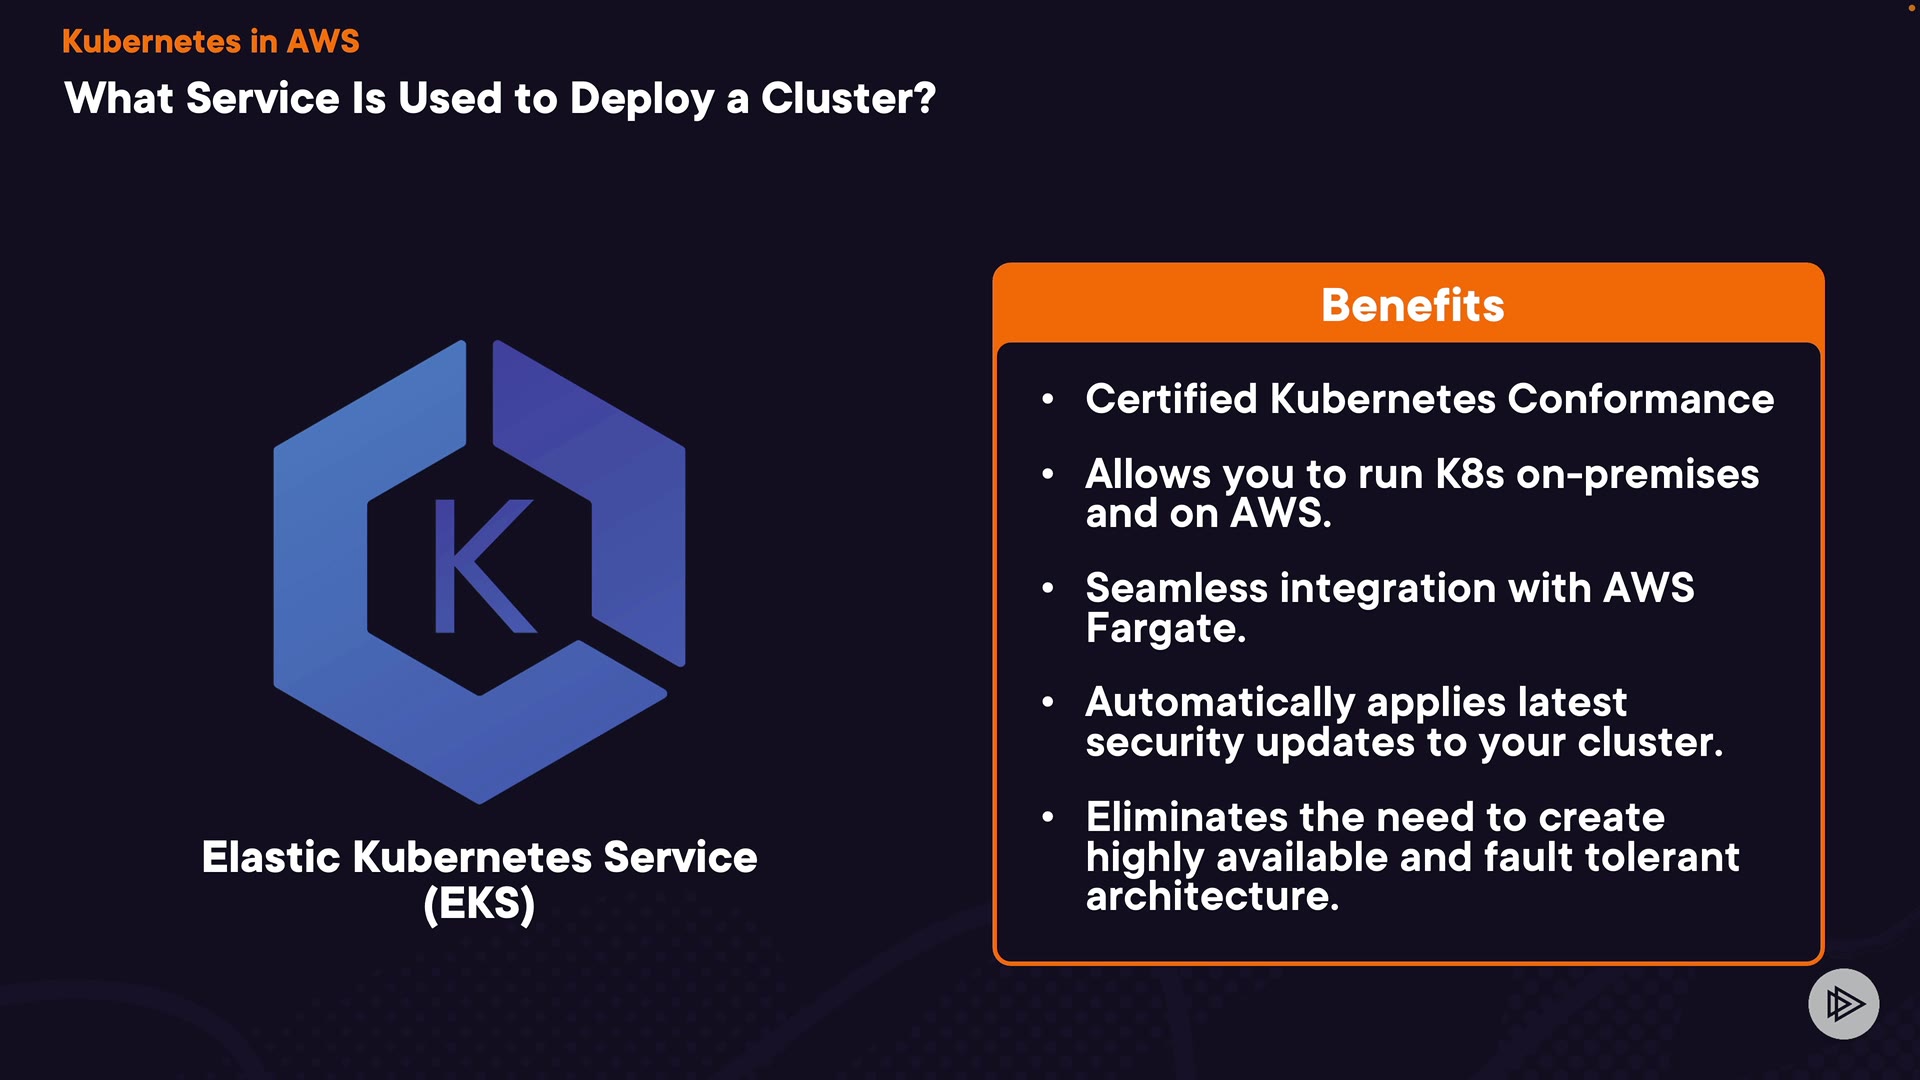 Kubernetes in AWS
What Service Is Used to Deploy a Cluster?
K
Elastic Kubernetes Service
(EKS)
Benefits
• Certified Kubernetes Conformance
• Allows you to run K8s on-premises
and on AWS.
• Seamless integration with AWS
Fargate.
• Automatically applies latest
security updates to your cluster.
• Eliminates the need to create
highly available and fault tolerant
architecture.